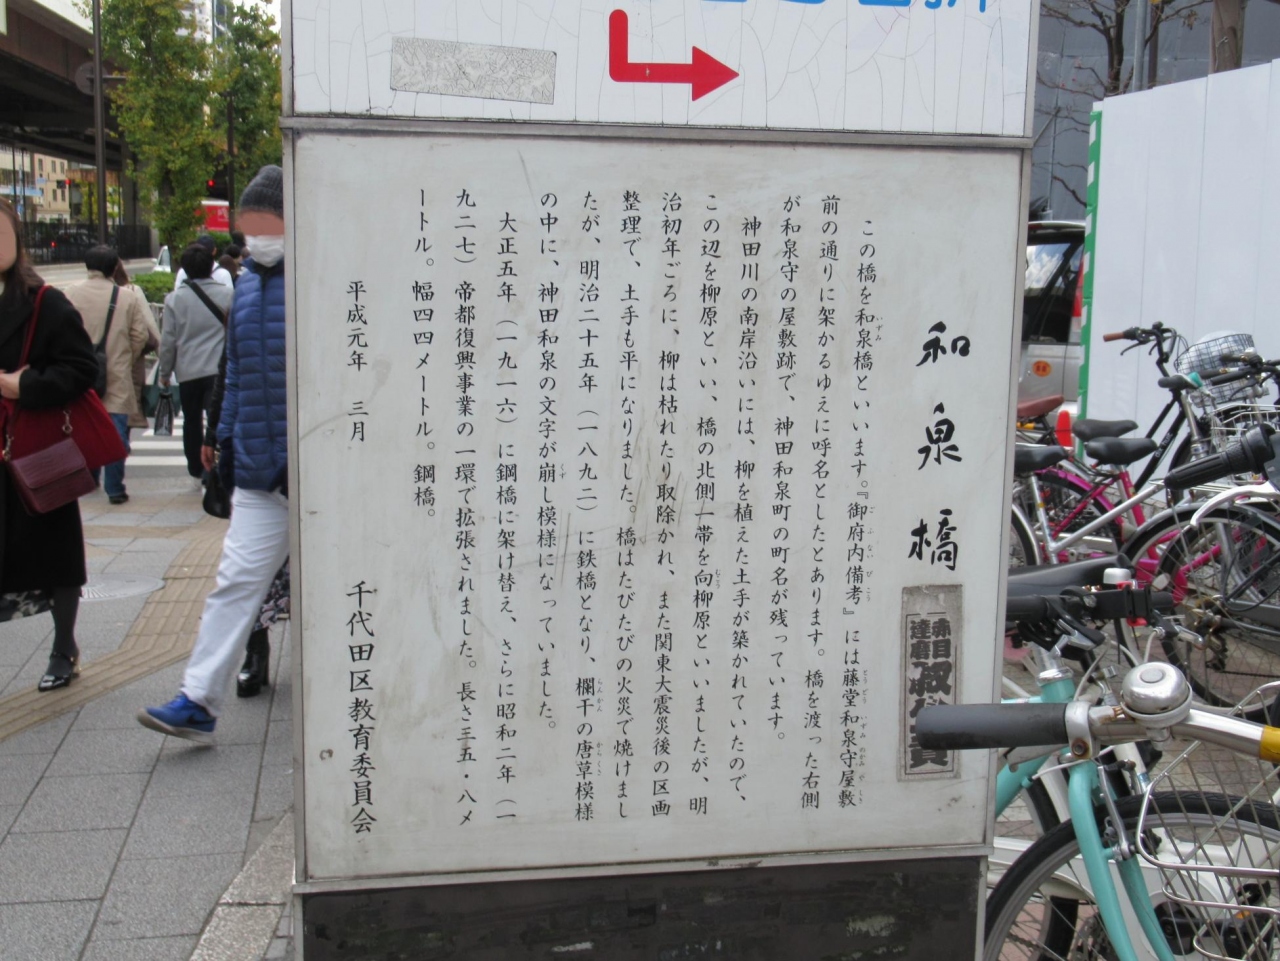 和泉橋
この橋を和泉橋といいます。『御府内備考』には藤堂和泉守屋敷
前の通りに架かるゆえに呼名としたとあります。橋を渡った右側
が和泉守の屋敷跡で、神田和泉町の町名が残っています。
神田川の南岸沿いには、柳を植えた土手が築かれていたので、
この辺を柳原といい、橋の北側一帯を向柳原といいましたが、明
治初年ごろに、柳は枯れたり取除かれ、また関東大震災後の区画
整理で、土手も平になりました。橋はたびたびの火災で焼けまし
たが、明治二十五年（一八九二）に鉄橋となり、欄干の唐草模様
の中に、神田和泉の文字が崩し模様になっていました。
大正五年（一九一六）に鋼橋に架け替え、さらに昭和二年（一
九二七）帝都復興事業の一環で拡張されました。長さ三五・八メ
ートル。幅四四メートル。鋼橋。
平成元年 三月
千代田区教育委員会